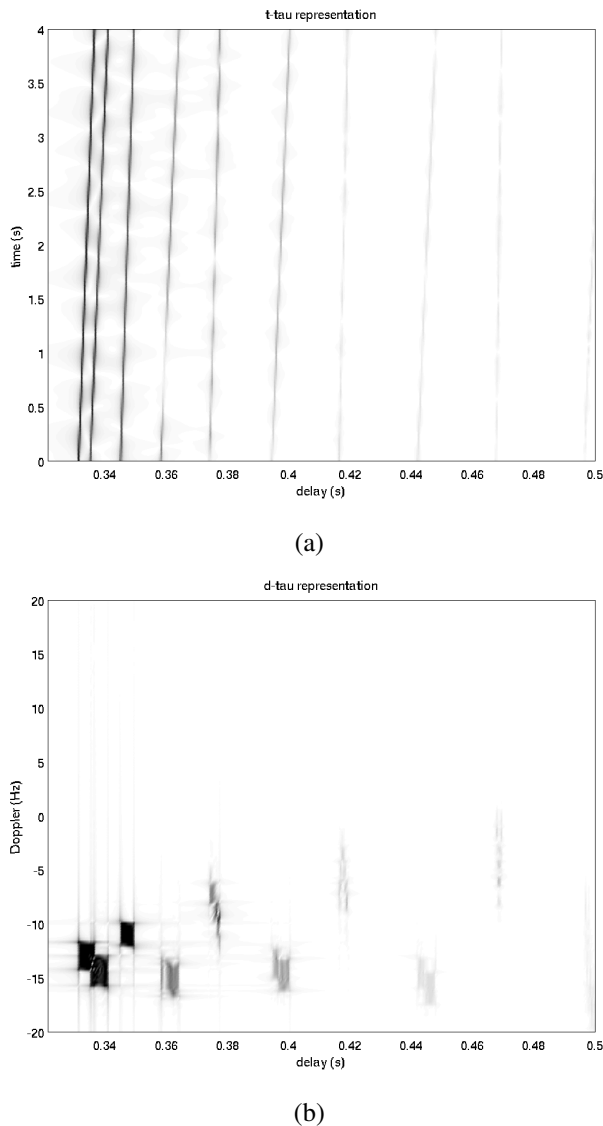 t-tau representation
4
3.5
3
2.5
2
1.5
1
0.5
0
time (s)
0.34 0.36 0.38 0.4 0.42 0.44 0.46 0.48 0.5
delay (s)
(a)
d-tau representation
20
15
10
5
0
-5
-10
-15
-20
Doppler (Hz)
0.34 0.36 0.38 0.4 0.42 0.44 0.46 0.48 0.5
delay (s)
(b)